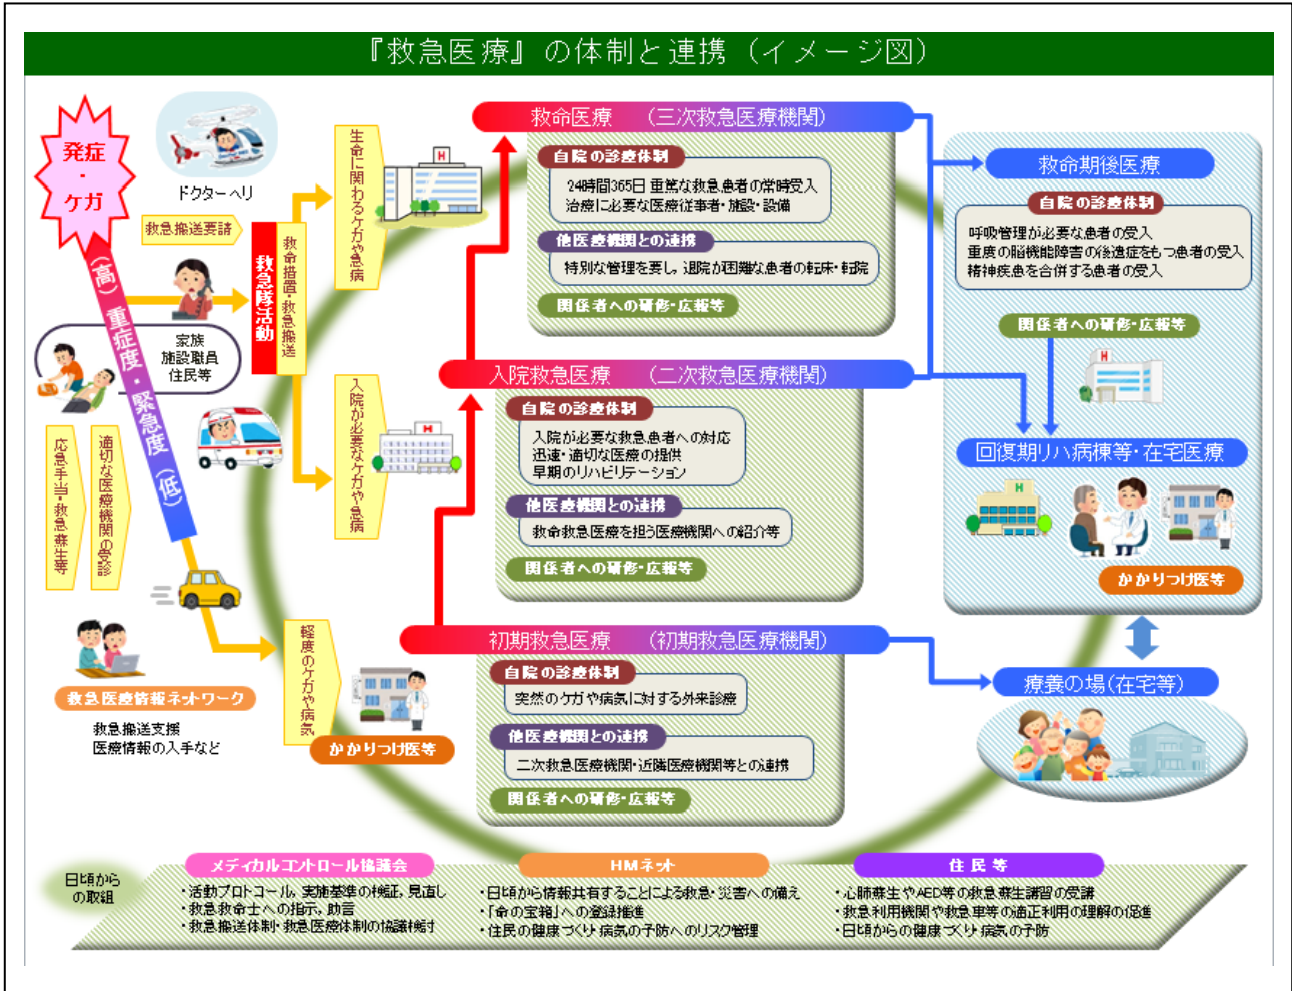 『救急医療』の体制と連携（イメージ図）
発症
・
ケガ
ドクターヘリ
救急搬送要請
（高）重症度・緊急度（低）
家族
施設職員
住民等
応急手当・救急蘇生等
適切な医療機関の受診
救急隊活動
救命措置・救急搬送
生命に関わるケガや急病
入院が必要なケガや急病
軽度のケガや病気
かかりつけ医等
救急医療情報ネットワーク
救急搬送支援
医療情報の入手など
救命医療　（三次救急医療機関）
自院の診療体制
24時間365日 重篤な救急患者の常時受入
治療に必要な医療従事者・施設・設備
他医療機関との連携
特別な管理を要し，退院が困難な患者の転床・転院
関係者への研修・広報等
入院救急医療　（二次救急医療機関）
自院の診療体制
入院が必要な救急患者への対応
迅速・適切な医療の提供
早期のリハビリテーション
他医療機関との連携
救命救急医療を担う医療機関への紹介等
関係者への研修・広報等
初期救急医療　（初期救急医療機関）
自院の診療体制
突然のケガや病気に対する外来診療
他医療機関との連携
二次救急医療機関・近隣医療機関等との連携
関係者への研修・広報等
救命期後医療
自院の診療体制
呼吸管理が必要な患者の受入
重度の脳機能障害の後遺症をもつ患者の受入
精神疾患を合併する患者の受入
関係者への研修・広報等
回復期リハ病棟等・在宅医療
かかりつけ医等
療養の場（在宅等）
日頃から
の取組
メディカルコントロール協議会
・活動プロトコール，実施基準の検証，見直し
・救急救命士への指示，助言
・救急搬送体制・救急医療体制の協議検討
HMネット
・日頃から情報共有することによる救急・災害への備え
・「命の宝箱」への登録推進
・住民の健康づくり・病気の予防へのリスク管理
住民等
・心肺蘇生やAED等の救急蘇生講習の受講
・救急利用機関や救急車等の適正利用の理解の促進
・日頃からの健康づくり・病気の予防